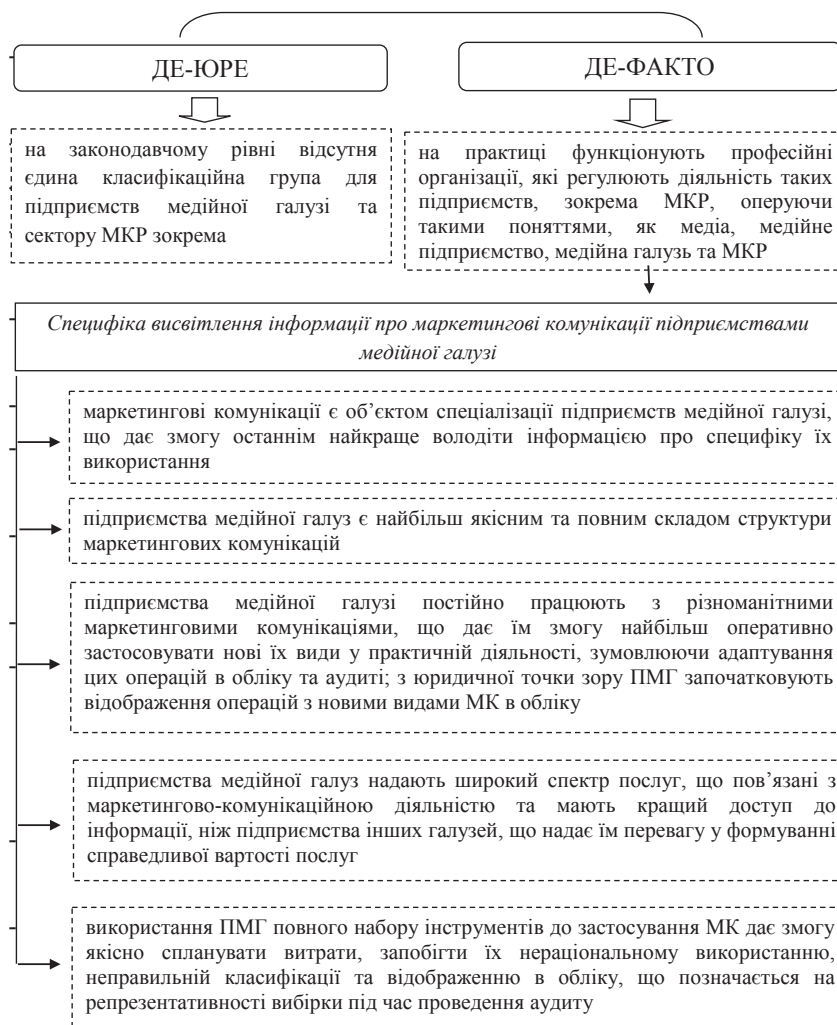 ДЕ-ЮРЕ
ДЕ-ФАКТО
на законодавчому рівні відсутня
єдина класифікаційна група для
підприємств медійної галузі та
сектору МКР зокрема
на практиці функціонують професійні
організації, які регулюють діяльність таких
підприємств, зокрема МКР, оперуючи
такими поняттями, як медіа, медійне
підприємство, медійна галузь та МКР
Специфіка висвітлення інформації про маркетингові комунікації підприємствами
медійної галузі
маркетингові комунікації є об’єктом спеціалізації підприємств медійної галузі,
що дає змогу останнім найкраще володіти інформацією про специфіку їх
використання
підприємства медійної галуз є найбільш якісним та повним складом структури
маркетингових комунікацій
підприємства медійної галузі постійно працюють з різноманітними
маркетинговими комунікаціями, що дає їм змогу найбільш оперативно
застосовувати нові їх види у практичній діяльності, зумовлюючи адаптування
цих операцій в обліку та аудиті; з юридичної точки зору ПМГ започатковують
відображення операцій з новими видами МК в обліку
підприємства медійної галуз надають широкий спектр послуг, що пов’язані з
маркетингово-комунікаційною діяльністю та мають кращий доступ до
інформації, ніж підприємства інших галузей, що надає їм перевагу у формуванні
справедливої вартості послуг
використання ПМГ повного набору інструментів до застосування МК дає змогу
якісно спланувати витрати, запобігти їх нераціональному використанню,
неправильній класифікації та відображенню в обліку, що позначається на
репрезентативності вибірки під час проведення аудиту